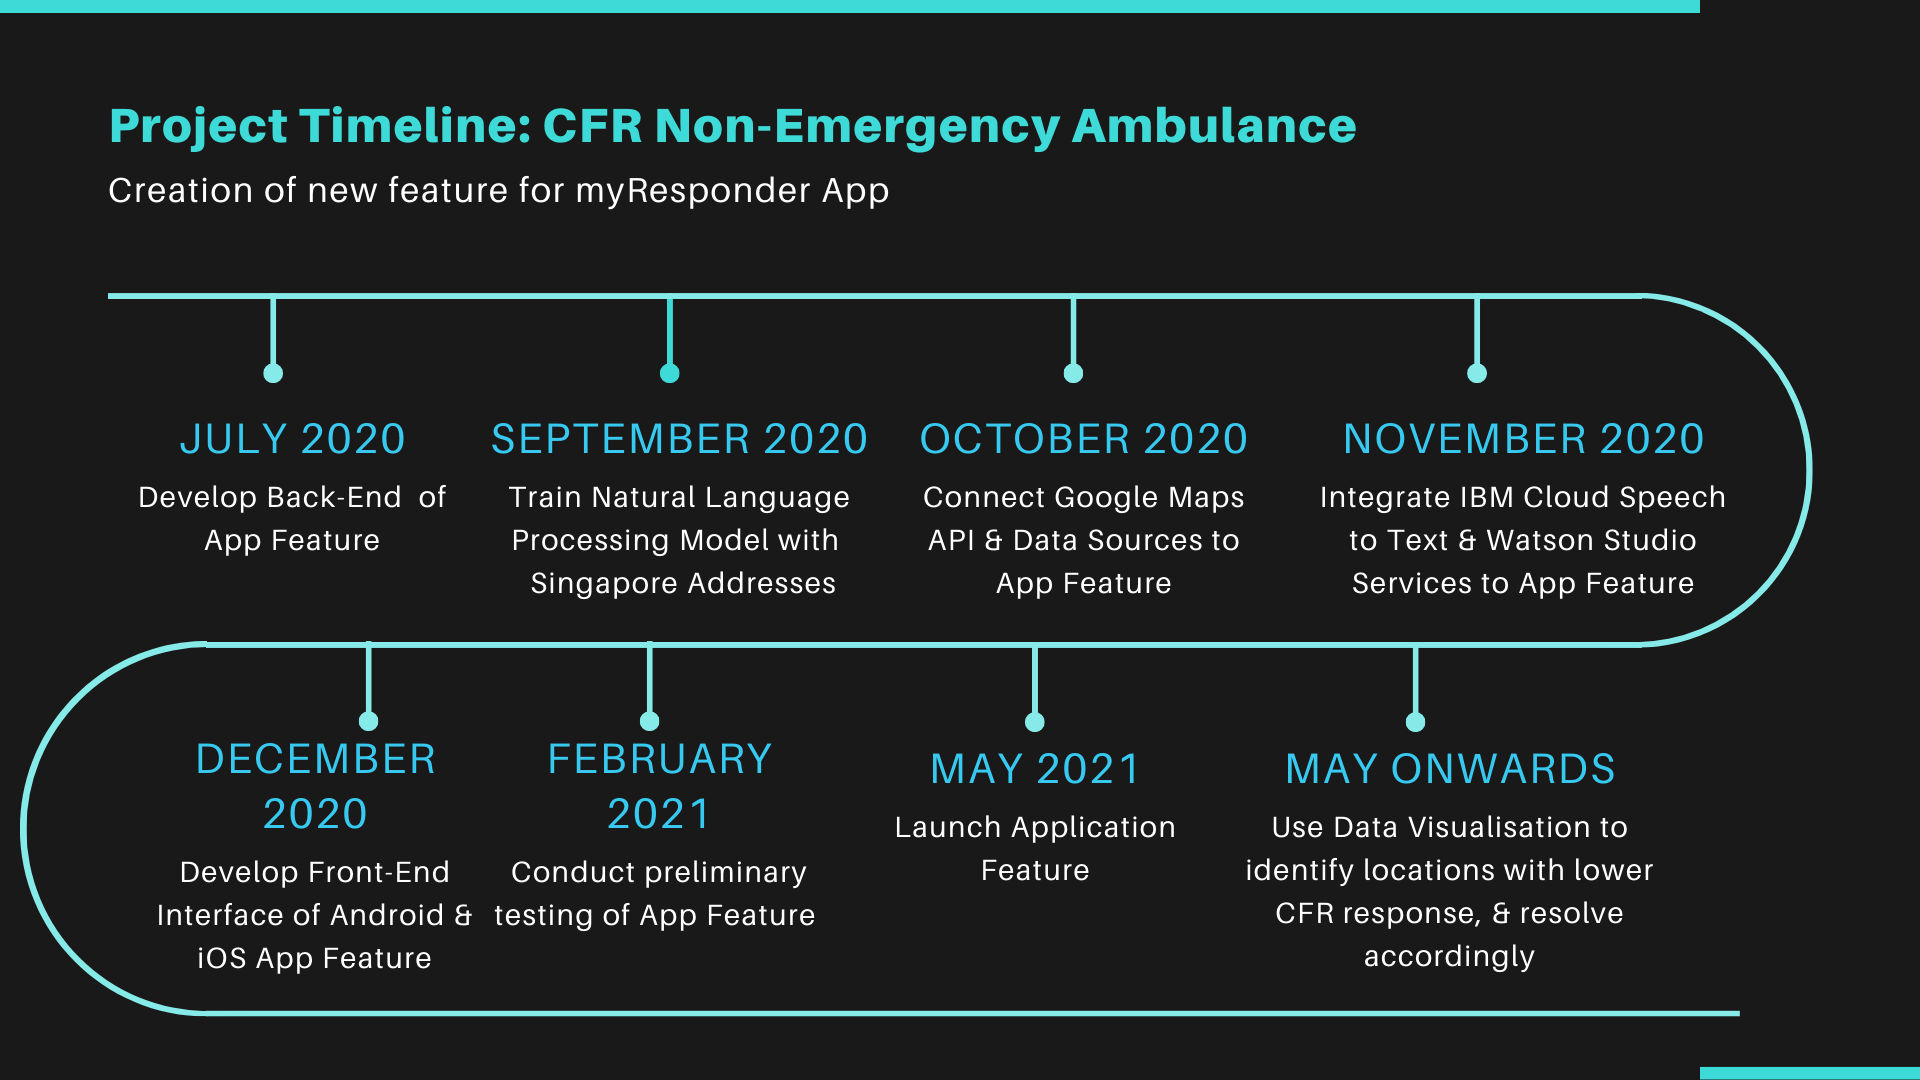 Project Timeline: CFR Non-Emergency Ambulance
Creation of new feature for myResponder App
JULY 2020
Develop Back-End of
App Feature
SEPTEMBER 2020
Train Natural Language
Processing Model with
Singapore Addresses
OCTOBER 2020
Connect Google Maps
API & Data Sources to
App Feature
NOVEMBER 2020
Integrate IBM Cloud Speech
to Text & Watson Studio
Services to App Feature
DECEMBER
2020
Develop Front-End
Interface of Android &
iOS App Feature
FEBRUARY
2021
Conduct preliminary
testing of App Feature
MAY 2021
Launch Application
Feature
MAY ONWARDS
Use Data Visualisation to
identify locations with lower
CFR response, & resolve
accordingly